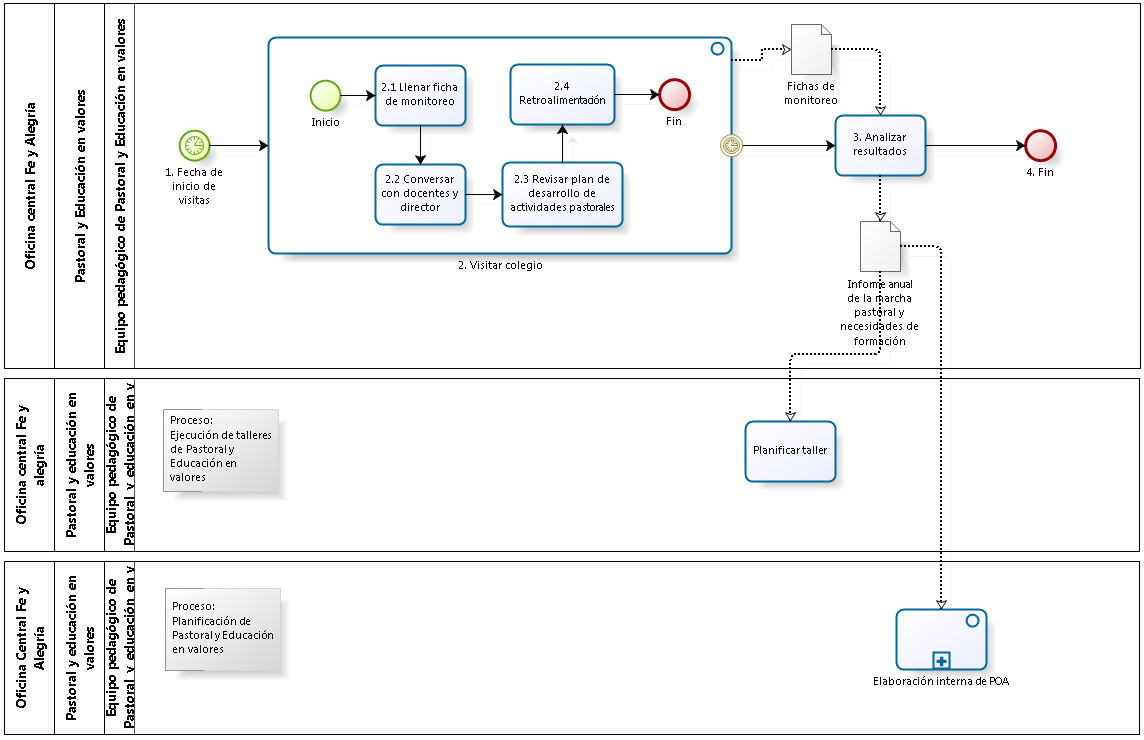 Oficina central Fe y Alegría
Pastoral y Educación en valores
Equipo pedagógico de Pastoral y Educación en valores
1. Fecha de
inicio de
visitas
Inicio
2.1 Llenar ficha
de monitoreo
2.2 Conversar
con docentes y
director
2.3 Revisar plan de
desarrollo de
actividades pastorales
2.4
Retroalimentación
Fin
2. Visitar colegio
Fichas de
monitoreo
3. Analizar
resultados
4. Fin
Informe anual
de la marcha
pastoral y
necesidades de
formación
Oficina central Fe y
alegría
Pastoral y educación en
valores
Equipo pedagógico de
Pastoral y educación en v
Proceso:
Ejecución de talleres
de Pastoral y
Educación en
valores
Planificar taller
Oficina Central Fe y
Alegría
Pastoral y educación en
valores
Equipo pedagógico de
Pastoral y educación en v
Proceso:
Planificación de
Pastoral y Educación
en valores
Elaboración interna de POA